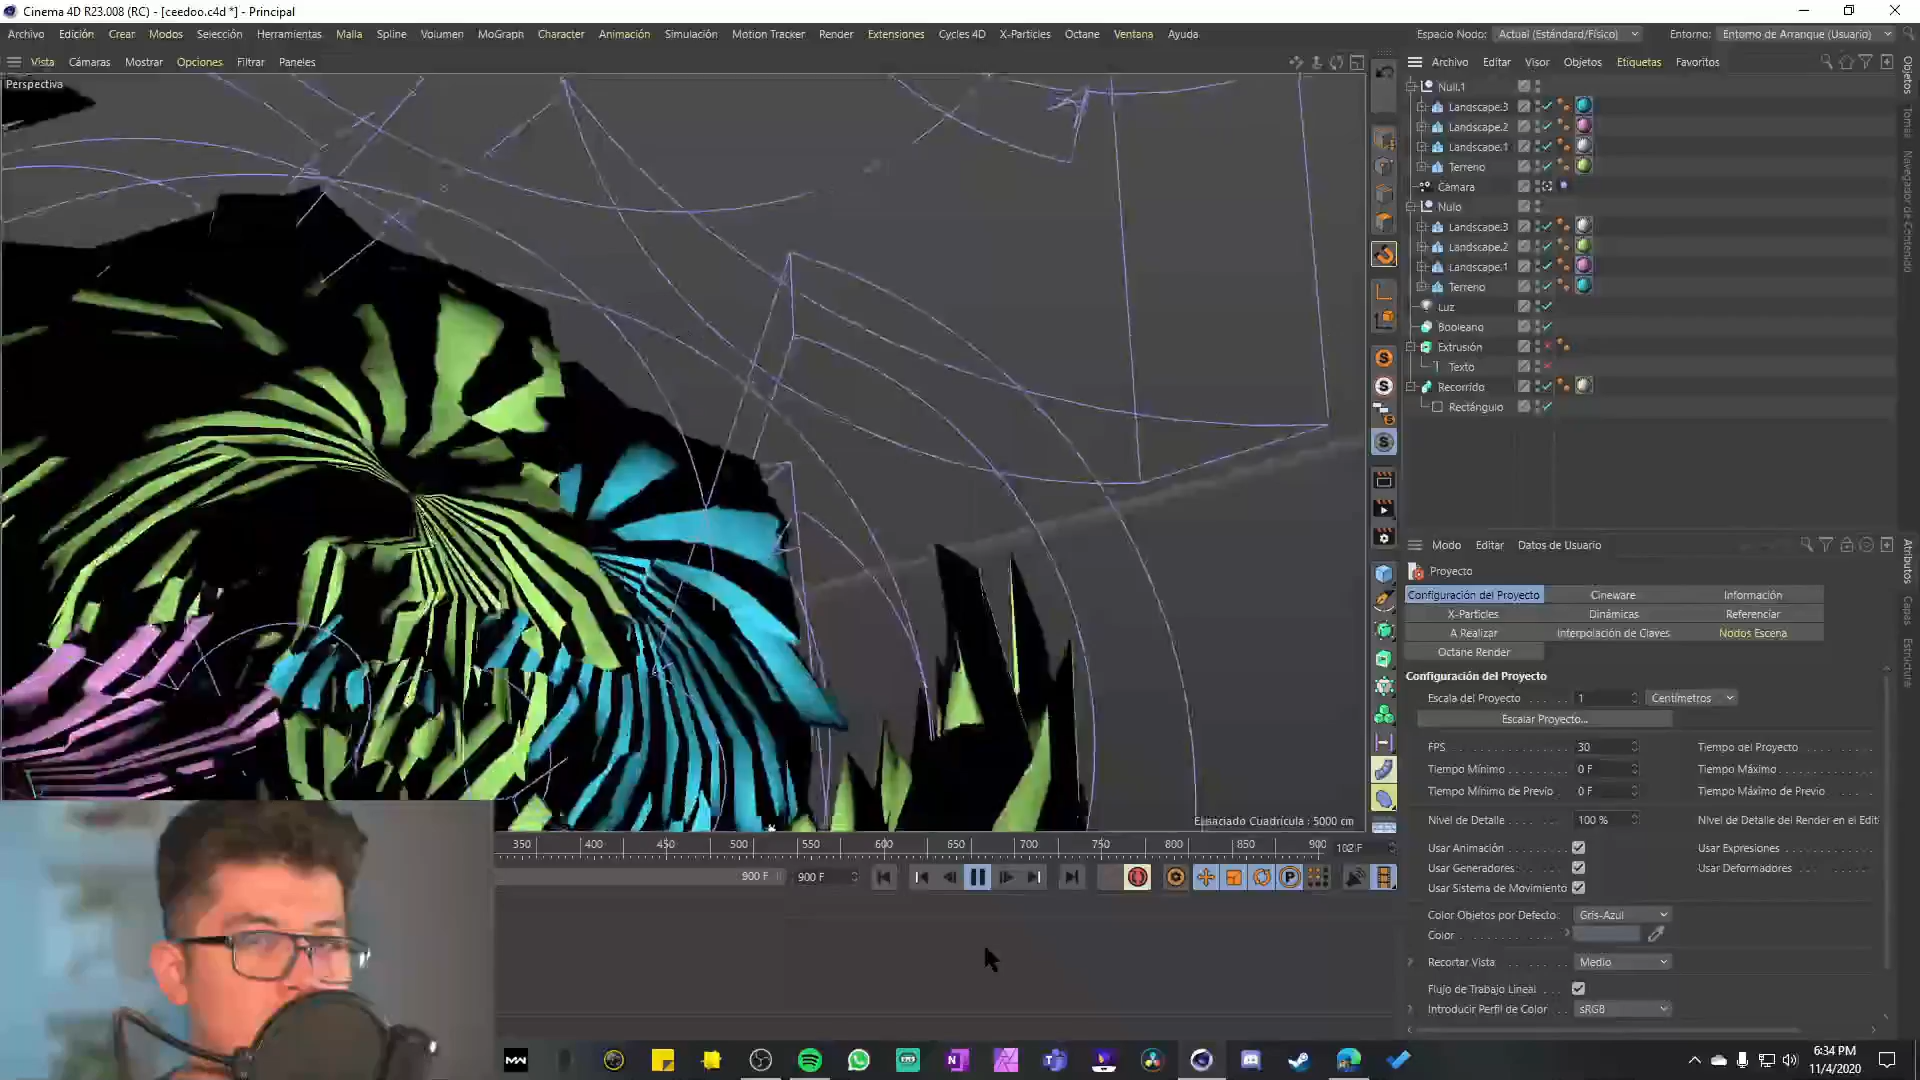 Cinema 4D R23.008 (RC) - [ceedoo.c4d *] - Principal
Archivo Edición Crear Modos Selección Herramientas Malla Spline Volumen MoGraph Character Animación Simulación Motion Tracker Render Extensiones Cycles 4D X-Particles Octane Ventana Ayuda
Espacio Nodo: Actual (Estándar/Físico) Entorno: Entorno de Arranque (Usuario)
Vista Cámaras Mostrar Opciones Filtrar Paneles
Archivo Editar Visor Objetos Etiquetas Favoritos
Perspectiva
Null.1
Landscape.3
Landscape.2
Landscape.1
Terreno
Cámara
Nulo
Landscape.3
Landscape.2
Landscape.1
Terreno
Luz
Booleano
Extrusión
Texto
Recorrido
Rectángulo
Objetos
Tomas
Navegador de Contenido
Modo Editar Datos de Usuario
Atributos
Capas
Estructura
Proyecto
Configuración del Proyecto Cineware Información
X-Particles Dinámicas Referenciar
A Realizar Interpolación de Claves Nodos Escena
Octane Render
Configuración del Proyecto
Escala del Proyecto 1 Centímetros
Escalar Proyecto...
FPS 30 Tiempo del Proyecto
Tiempo Mínimo 0 F Tiempo Máximo
Tiempo Mínimo de Previo 0 F Tiempo Máximo de Previo
Nivel de Detalle 100 % Nivel de Detalle del Render en el Edit
Usar Animación Usar Expresiones
Usar Generadores Usar Deformadores
Usar Sistema de Movimiento
Color Objetos por Defecto: Gris-Azul
Color
Recortar Vista Medio
Flujo de Trabajo Lineal
Introducir Perfil de Color sRGB
Cuadrícula : 5000 cm
350 400 450 500 550 600 650 700 750 800 850 900 102 F
900 F 900 F
6:34 PM
11/4/2020